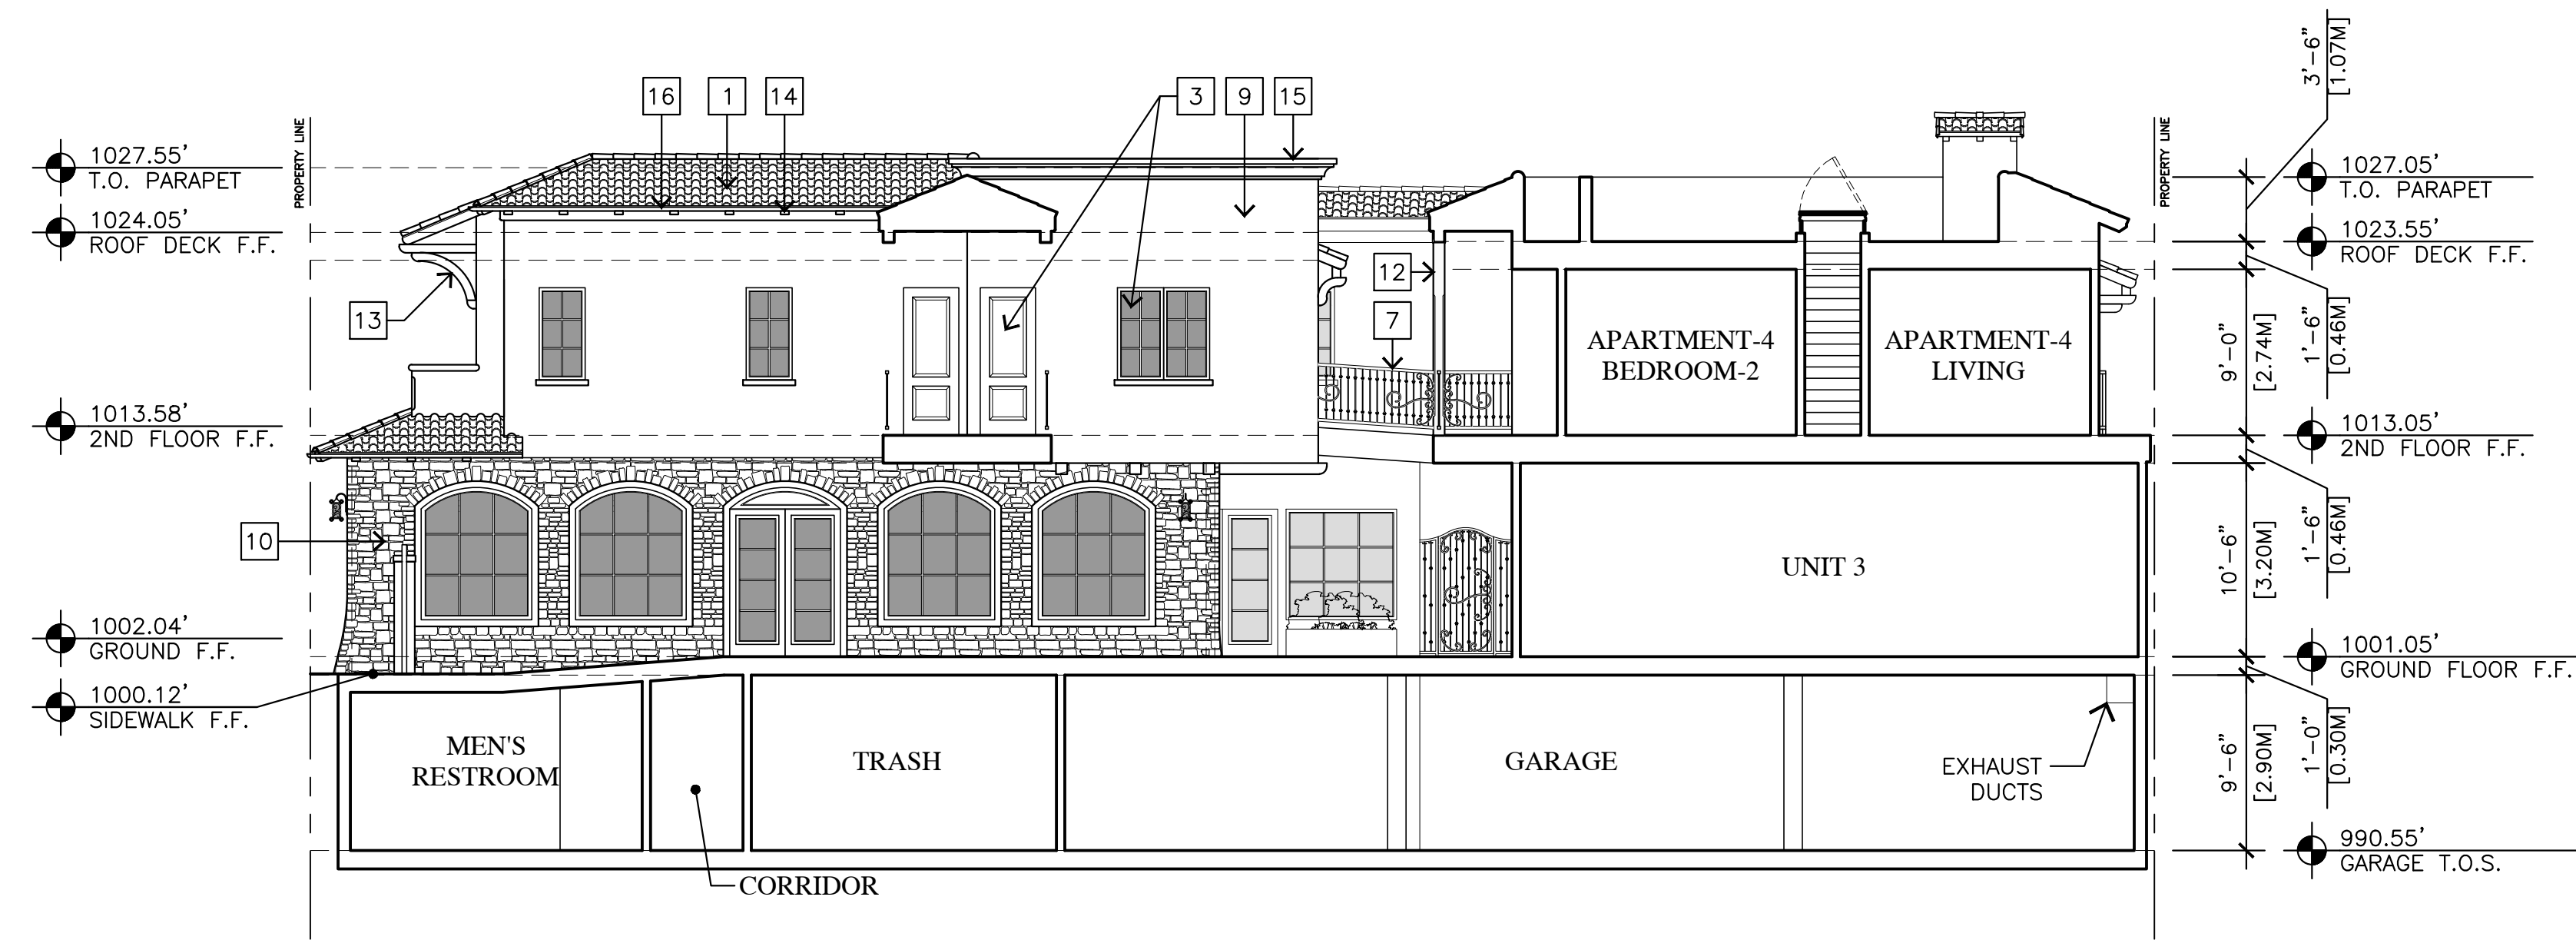 16
1
14
3
9
15
3'-6"
[1.07M]
PROPERTY LINE
PROPERTY LINE
1027.55'
T.O. PARAPET
1024.05'
ROOF DECK F.F.
13
1013.58'
2ND FLOOR F.F.
10
1002.04'
GROUND F.F.
1000.12'
SIDEWALK F.F.
12
7
APARTMENT-4
BEDROOM-2
APARTMENT-4
LIVING
UNIT 3
MEN'S
RESTROOM
TRASH
GARAGE
EXHAUST
DUCTS
CORRIDOR
9'-0"
[2.74M]
1'-6"
[0.46M]
10'-6"
[3.20M]
1'-6"
[0.46M]
9'-6"
[2.90M]
1'-0"
[0.30M]
1027.05'
T.O. PARAPET
1023.55'
ROOF DECK F.F.
1013.05'
2ND FLOOR F.F.
1001.05'
GROUND FLOOR F.F.
990.55'
GARAGE T.O.S.